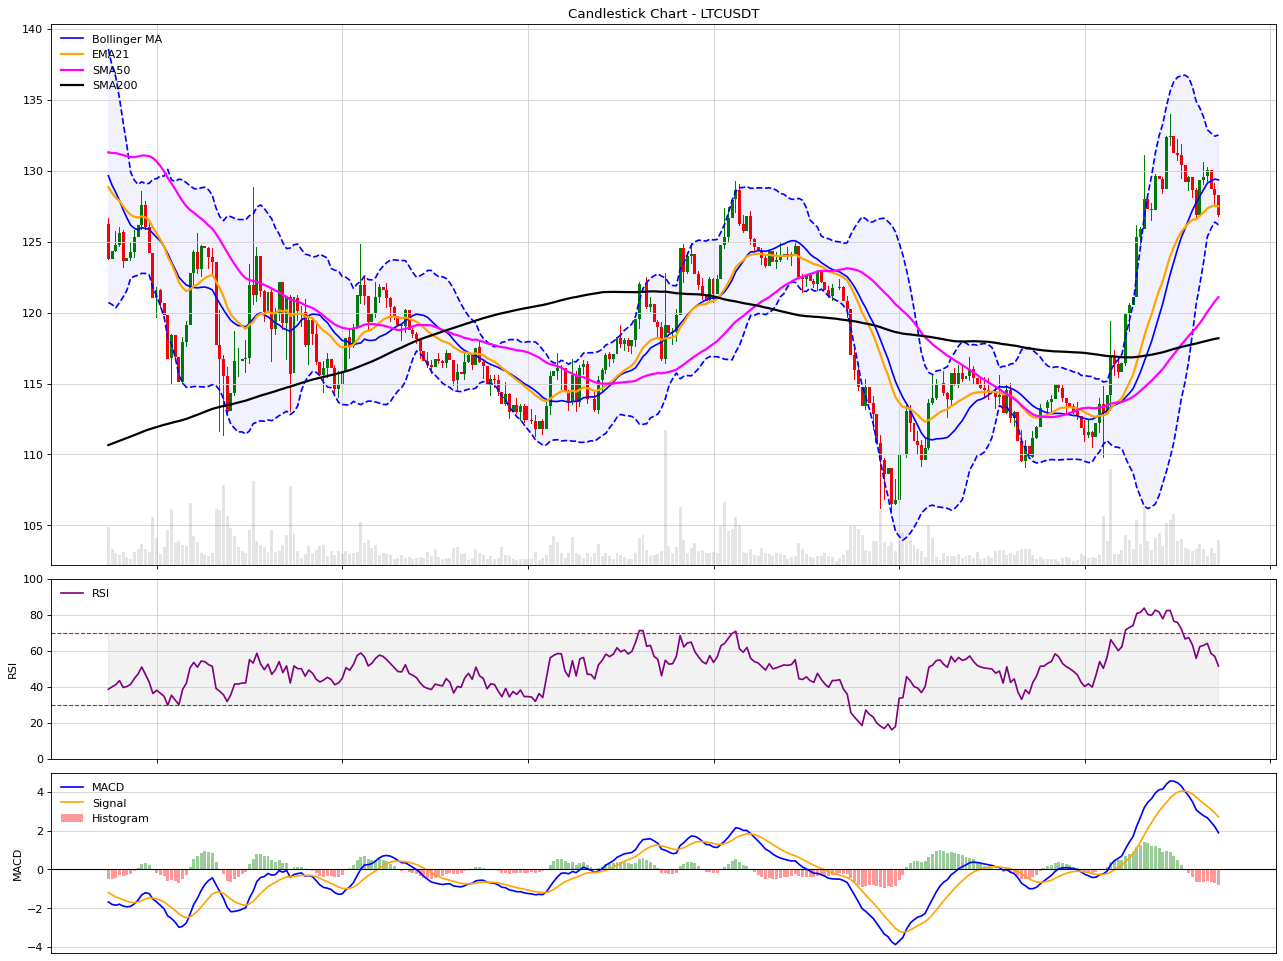 Candlestick Chart - LTCUSDT
140
135
130
125
120
115
110
105
Bollinger MA
EMA21
SMA50
SMA200
100
80
60
40
20
0
RSI
RSI
4
2
0
−2
−4
MACD
MACD
Signal
Histogram